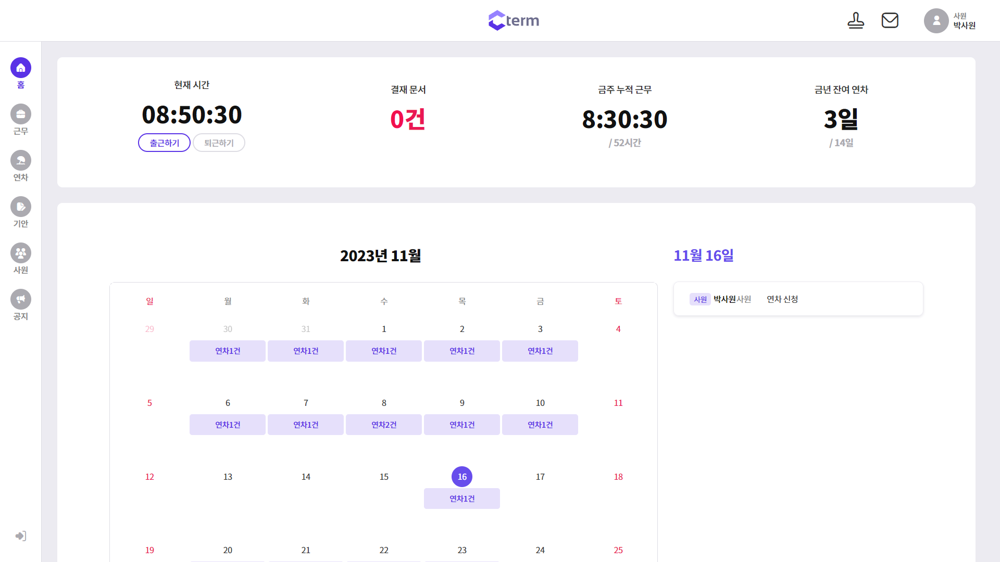 term
사원
박사원
홈
근무
연차
기안
사원
공지
현재 시간
08:50:30
출근하기 퇴근하기
결재 문서
0건
금주 누적 근무
8:30:30
/ 52시간
금년 잔여 연차
3일
/ 14일
2023년 11월
일 월 화 수 목 금 토
29 30 31 1 2 3 4
연차1건 연차1건 연차1건 연차1건 연차1건
5 6 7 8 9 10 11
연차1건 연차1건 연차2건 연차1건 연차1건
12 13 14 15 16 17 18
연차1건
19 20 21 22 23 24 25
11월 16일
사원 박사원사원 연차 신청